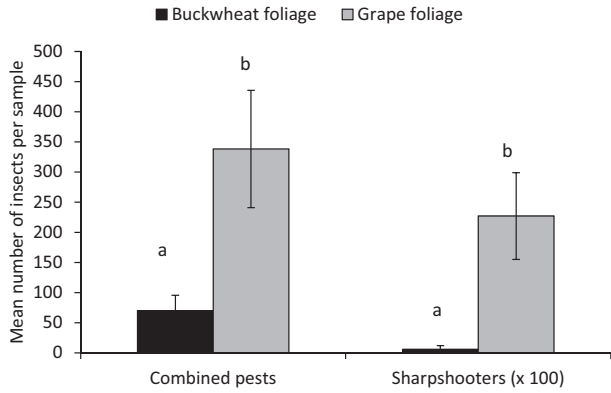 Buckwheat foliage Grape foliage
Mean number of insects per sample
500
450
400
350
300
250
200
150
100
50
0
a
b
a
b
Combined pests Sharpshooters (x 100)